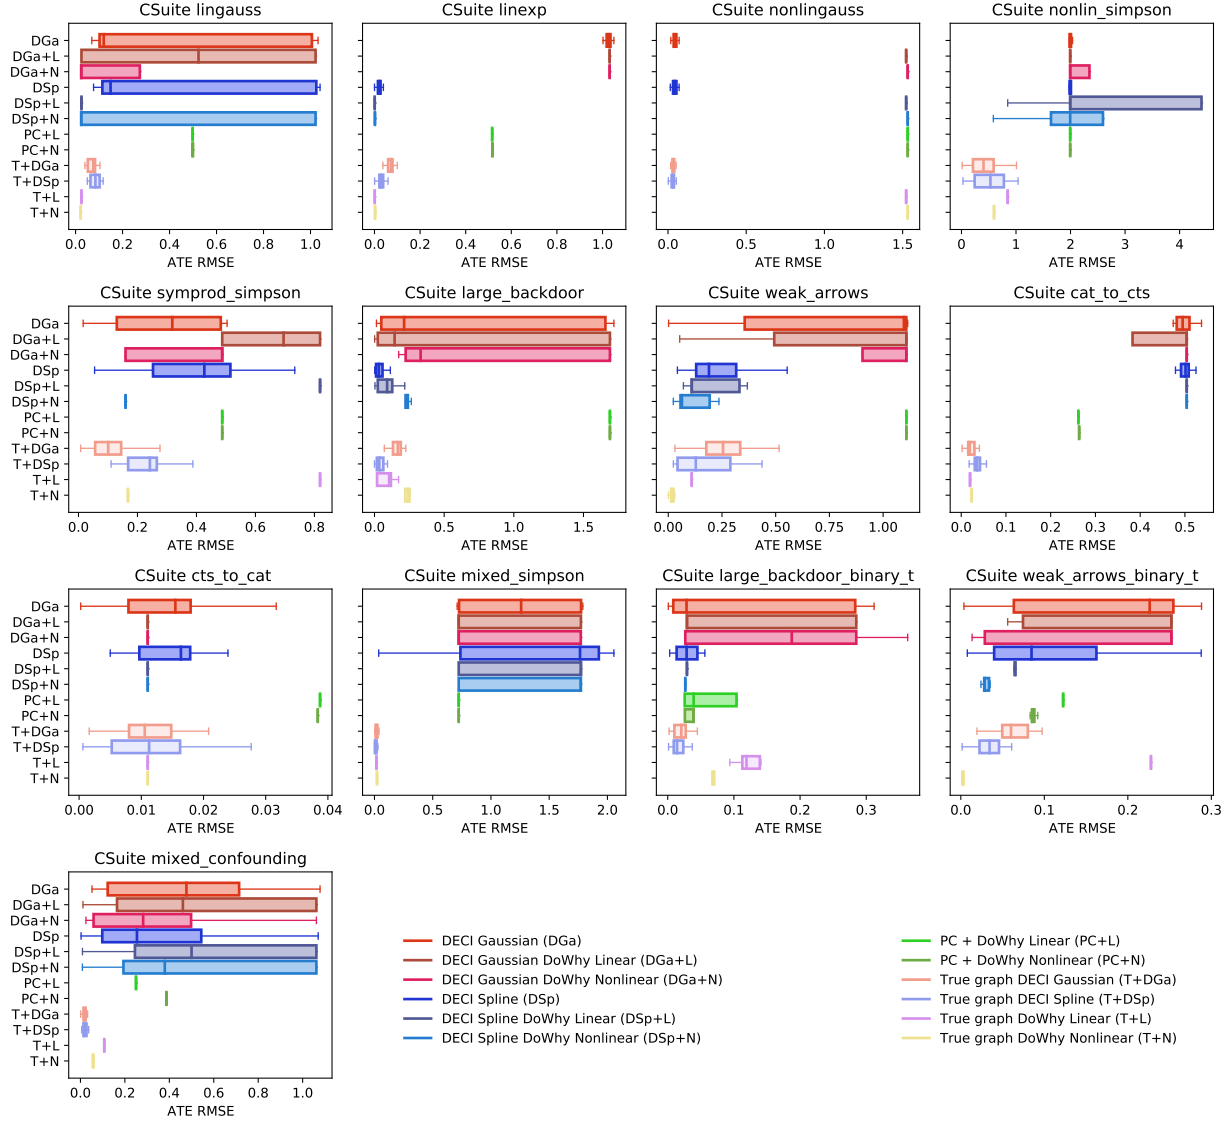 CSuite lingauss
CSuite linexp
CSuite nonlingauss
CSuite nonlin_simpson
DGa
DGa+L
DGa+N
DSp
DSp+L
DSp+N
PC+L
PC+N
T+DGa
T+DSp
T+L
T+N
0.0 0.2 0.4 0.6 0.8 1.0
0.0 0.2 0.4 0.6 0.8 1.0
0.0 0.5 1.0 1.5
0 1 2 3 4
ATE RMSE
ATE RMSE
ATE RMSE
ATE RMSE
CSuite symprod_simpson
CSuite large_backdoor
CSuite weak_arrows
CSuite cat_to_cts
DGa
DGa+L
DGa+N
DSp
DSp+L
DSp+N
PC+L
PC+N
T+DGa
T+DSp
T+L
T+N
0.0 0.2 0.4 0.6 0.8
0.0 0.5 1.0 1.5
0.00 0.25 0.50 0.75 1.00
0.0 0.1 0.2 0.3 0.4 0.5
ATE RMSE
ATE RMSE
ATE RMSE
ATE RMSE
CSuite cts_to_cat
CSuite mixed_simpson
CSuite large_backdoor_binary_t
CSuite weak_arrows_binary_t
DGa
DGa+L
DGa+N
DSp
DSp+L
DSp+N
PC+L
PC+N
T+DGa
T+DSp
T+L
T+N
0.00 0.01 0.02 0.03 0.04
0.0 0.5 1.0 1.5 2.0
0.0 0.1 0.2 0.3
0.0 0.1 0.2 0.3
ATE RMSE
ATE RMSE
ATE RMSE
ATE RMSE
CSuite mixed_confounding
DGa
DGa+L
DGa+N
DSp
DSp+L
DSp+N
PC+L
PC+N
T+DGa
T+DSp
T+L
T+N
0.0 0.2 0.4 0.6 0.8 1.0
ATE RMSE
DECI Gaussian (DGa)
DECI Gaussian DoWhy Linear (DGa+L)
DECI Gaussian DoWhy Nonlinear (DGa+N)
DECI Spline (DSp)
DECI Spline DoWhy Linear (DSp+L)
DECI Spline DoWhy Nonlinear (DSp+N)
PC + DoWhy Linear (PC+L)
PC + DoWhy Nonlinear (PC+N)
True graph DECI Gaussian (T+DGa)
True graph DECI Spline (T+DSp)
True graph DoWhy Linear (T+L)
True graph DoWhy Nonlinear (T+N)